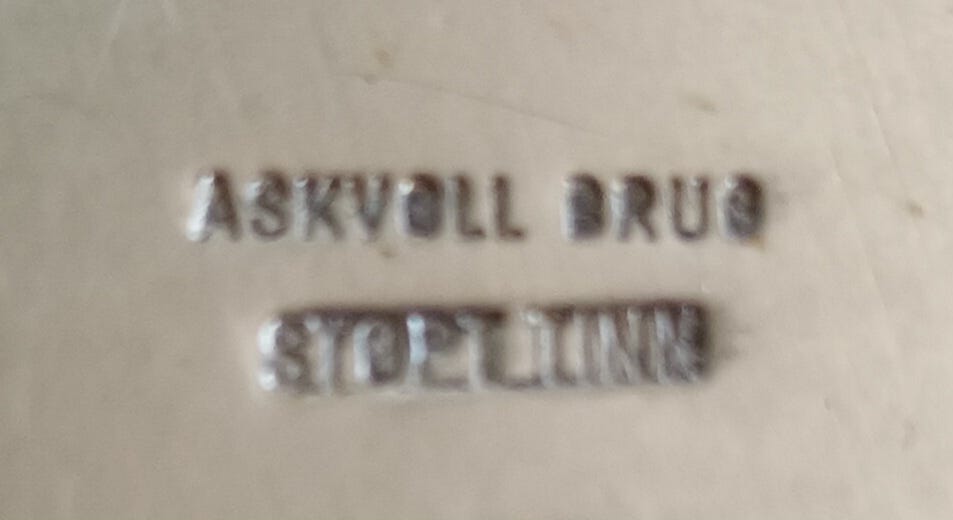 ASKVOLL BRUG
STØPT TINN